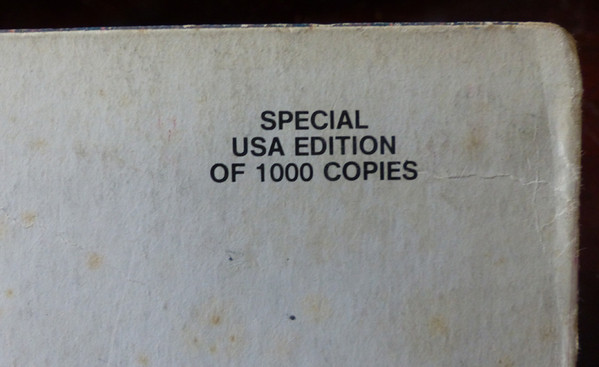 SPECIAL
USA EDITION
OF 1000 COPIES